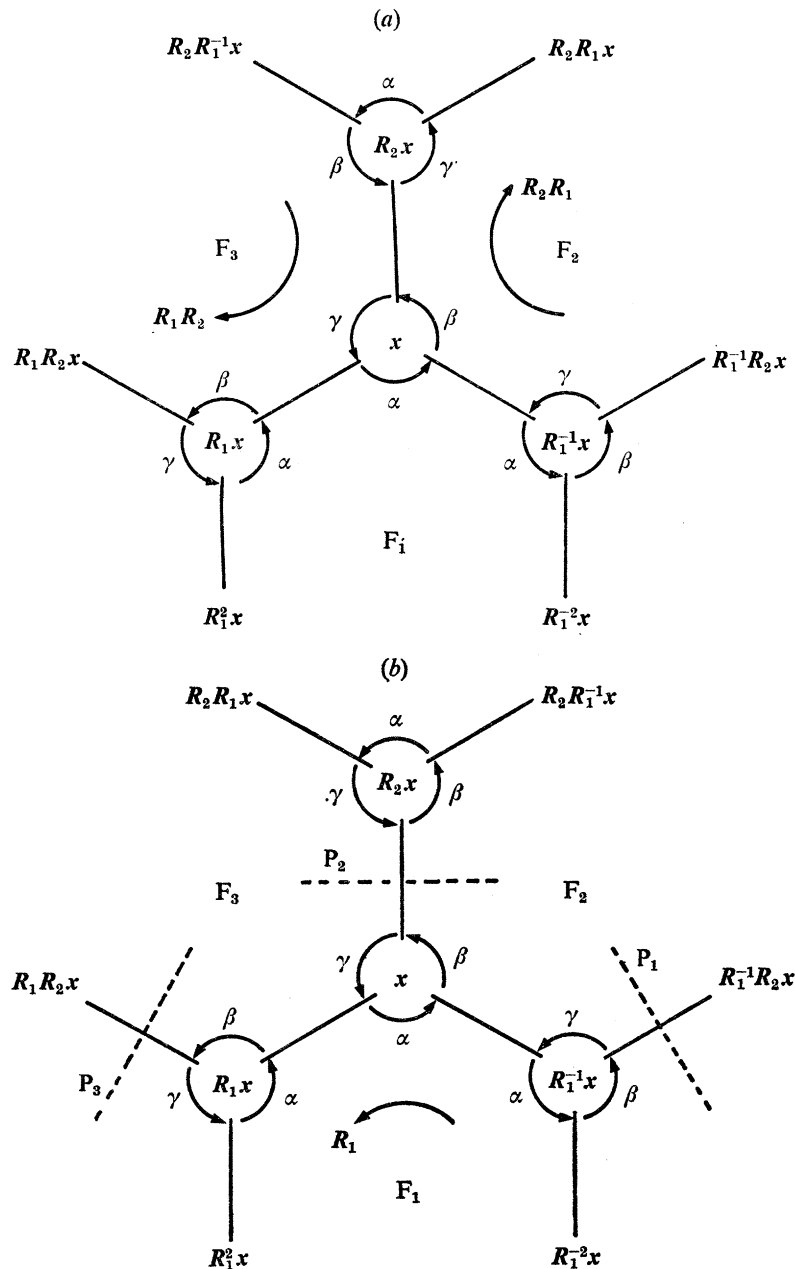 (a)
R₂R₁⁻¹x R₂R₁x
α
R₂x
β γ
R₂R₁
F₃ F₂
R₁R₂
γ β
x
R₁R₂x R₁⁻¹R₂x
β α γ
R₁x R₁⁻¹x
γ α α β
F₁
R₁²x R₁⁻²x
(b)
R₂R₁x R₂R₁⁻¹x
α
R₂x
γ β
P₂
F₃ F₂
P₁
γ β
R₁R₂x x R₁⁻¹R₂x
β α γ
P₃ R₁x R₁⁻¹x
γ α α β
R₁
F₁
R₁²x R₁⁻²x